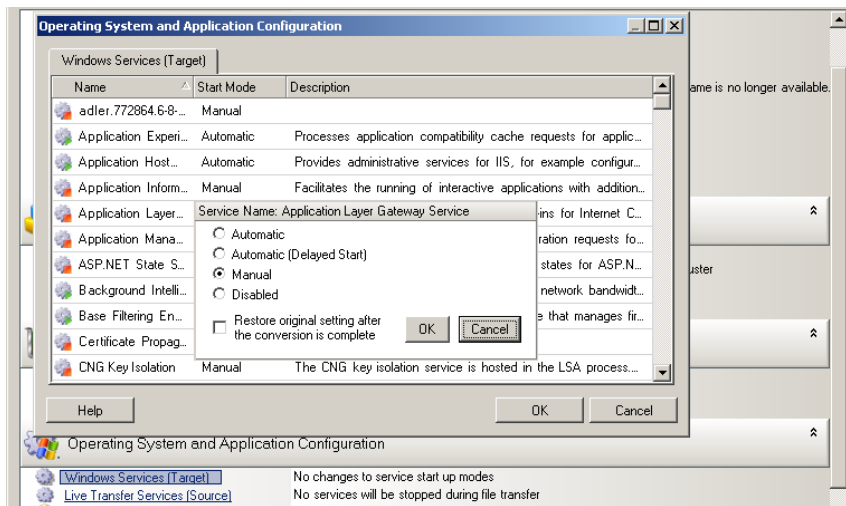 Operating System and Application Configuration
Windows Services (Target)
Name Start Mode Description
ame is no longer available.
adler.772864.6-8-... Manual
Application Experi... Automatic Processes application compatibility cache requests for applic...
Application Host... Automatic Provides administrative services for IIS, for example configur...
Application Inform... Manual Facilitates the running of interactive applications with addition...
Application Layer... Service Name: Application Layer Gateway Service -ins for Internet C...
Automatic
Application Mana... ration requests fo...
Automatic (Delayed Start)
ASP.NET State S... states for ASP.N... uster
Manual
Background Intelli... Disabled network bandwidt...
Base Filtering En... Restore original setting after the conversion is complete OK Cancel e that manages fir...
Certificate Propag...
CNG Key Isolation Manual The CNG key isolation service is hosted in the LSA process....
Help OK Cancel
Operating System and Application Configuration
Windows Services (Target) No changes to service start up modes
Live Transfer Services (Source) No services will be stopped during file transfer